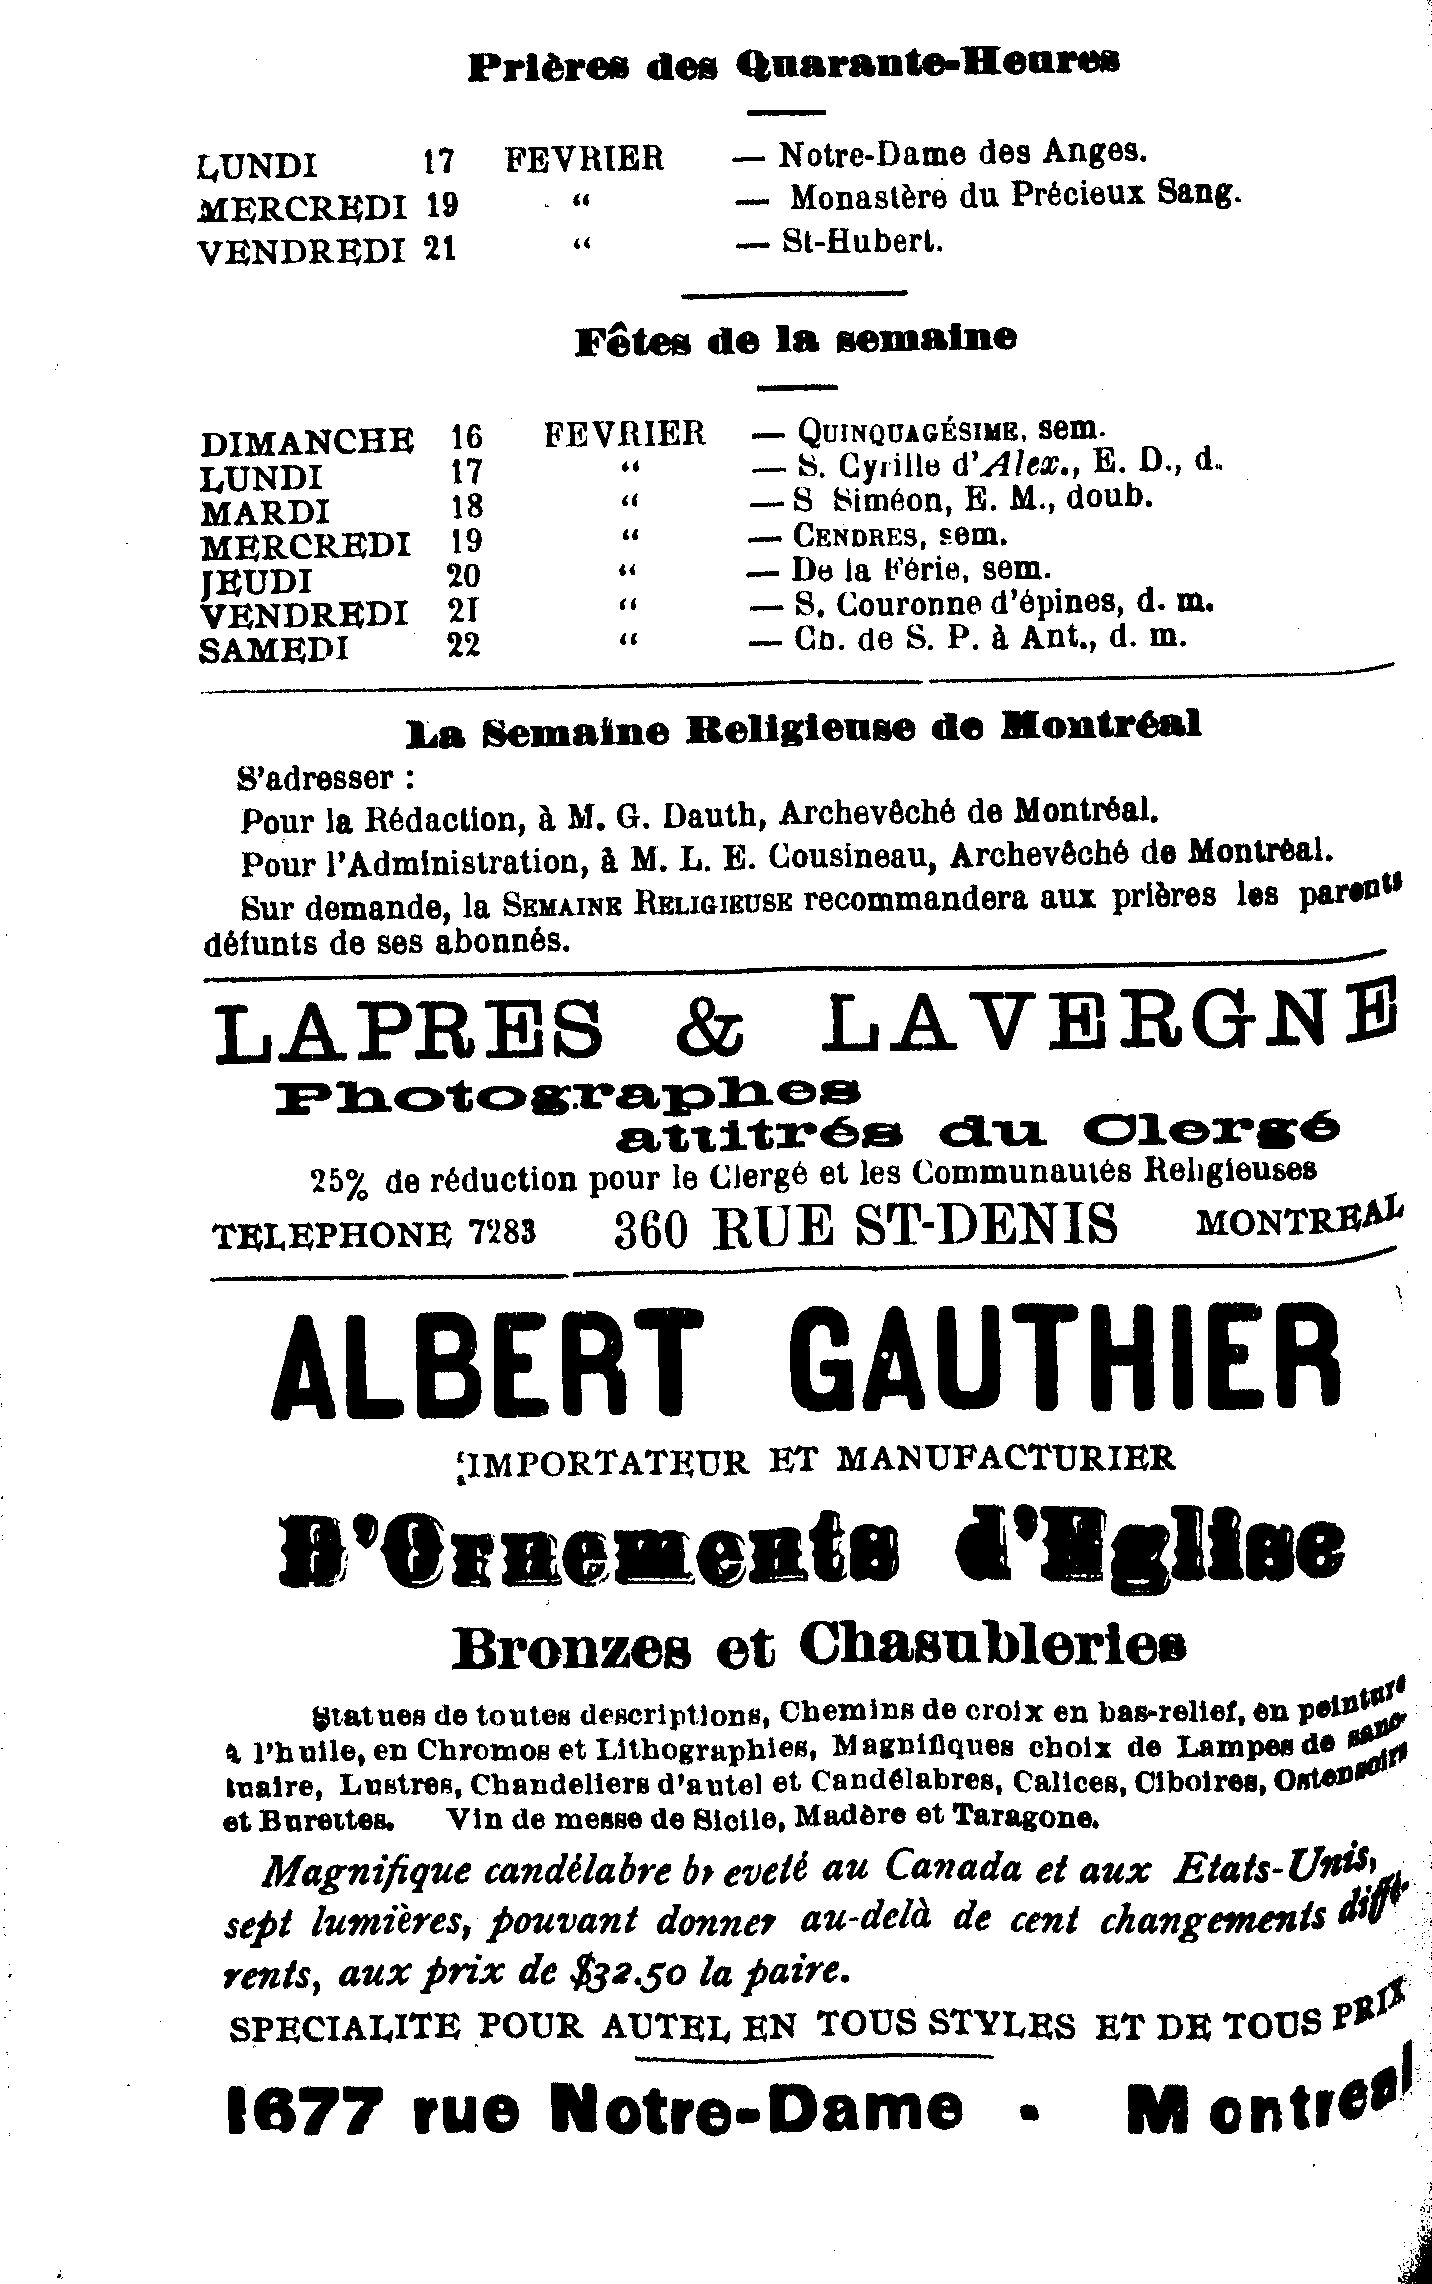 Prières des Quarante-Heures
LUNDI 17 FEVRIER — Notre-Dame des Anges.
MERCREDI 19 “ — Monastère du Précieux Sang.
VENDREDI 21 “ — St-Hubert.
Fêtes de la semaine
DIMANCHE 16 FEVRIER — QUINQUAGÉSIME, sem.
LUNDI 17 “ — S. Cyrille d'Alex., E. D., d.
MARDI 18 “ — S Siméon, E. M., doub.
MERCREDI 19 “ — CENDRES, sem.
JEUDI 20 “ — De la Férie, sem.
VENDREDI 21 “ — S. Couronne d'épines, d. m.
SAMEDI 22 “ — Ch. de S. P. à Ant., d. m.
La Semaine Religieuse de Montréal
S'adresser :
Pour la Rédaction, à M. G. Dauth, Archevêché de Montréal.
Pour l'Administration, à M. L. E. Cousineau, Archevêché de Montréal.
Sur demande, la SEMAINE RELIGIEUSE recommandera aux prières les parents
défunts de ses abonnés.
LAPRES & LAVERGNE
Photographes
attitrés du Clergé
25% de réduction pour le Clergé et les Communautés Religieuses
TELEPHONE 7283 360 RUE ST-DENIS MONTREAL
ALBERT GAUTHIER
IMPORTATEUR ET MANUFACTURIER
D'Ornements d'Eglise
Bronzes et Chasubleries
Statues de toutes descriptions, Chemins de croix en bas-relief, en peinture
à l'huile, en Chromos et Lithographies, Magnifiques choix de Lampes de sanc-
tuaire, Lustres, Chandeliers d'autel et Candélabres, Calices, Ciboires, Ostensoirs
et Burettes. Vin de messe de Sicile, Madère et Taragone.
Magnifique candélabre breveté au Canada et aux Etats-Unis,
sept lumières, pouvant donner au-delà de cent changements diffé-
rents, aux prix de $32.50 la paire.
SPECIALITE POUR AUTEL EN TOUS STYLES ET DE TOUS PRIX
1677 rue Notre-Dame - Montreal